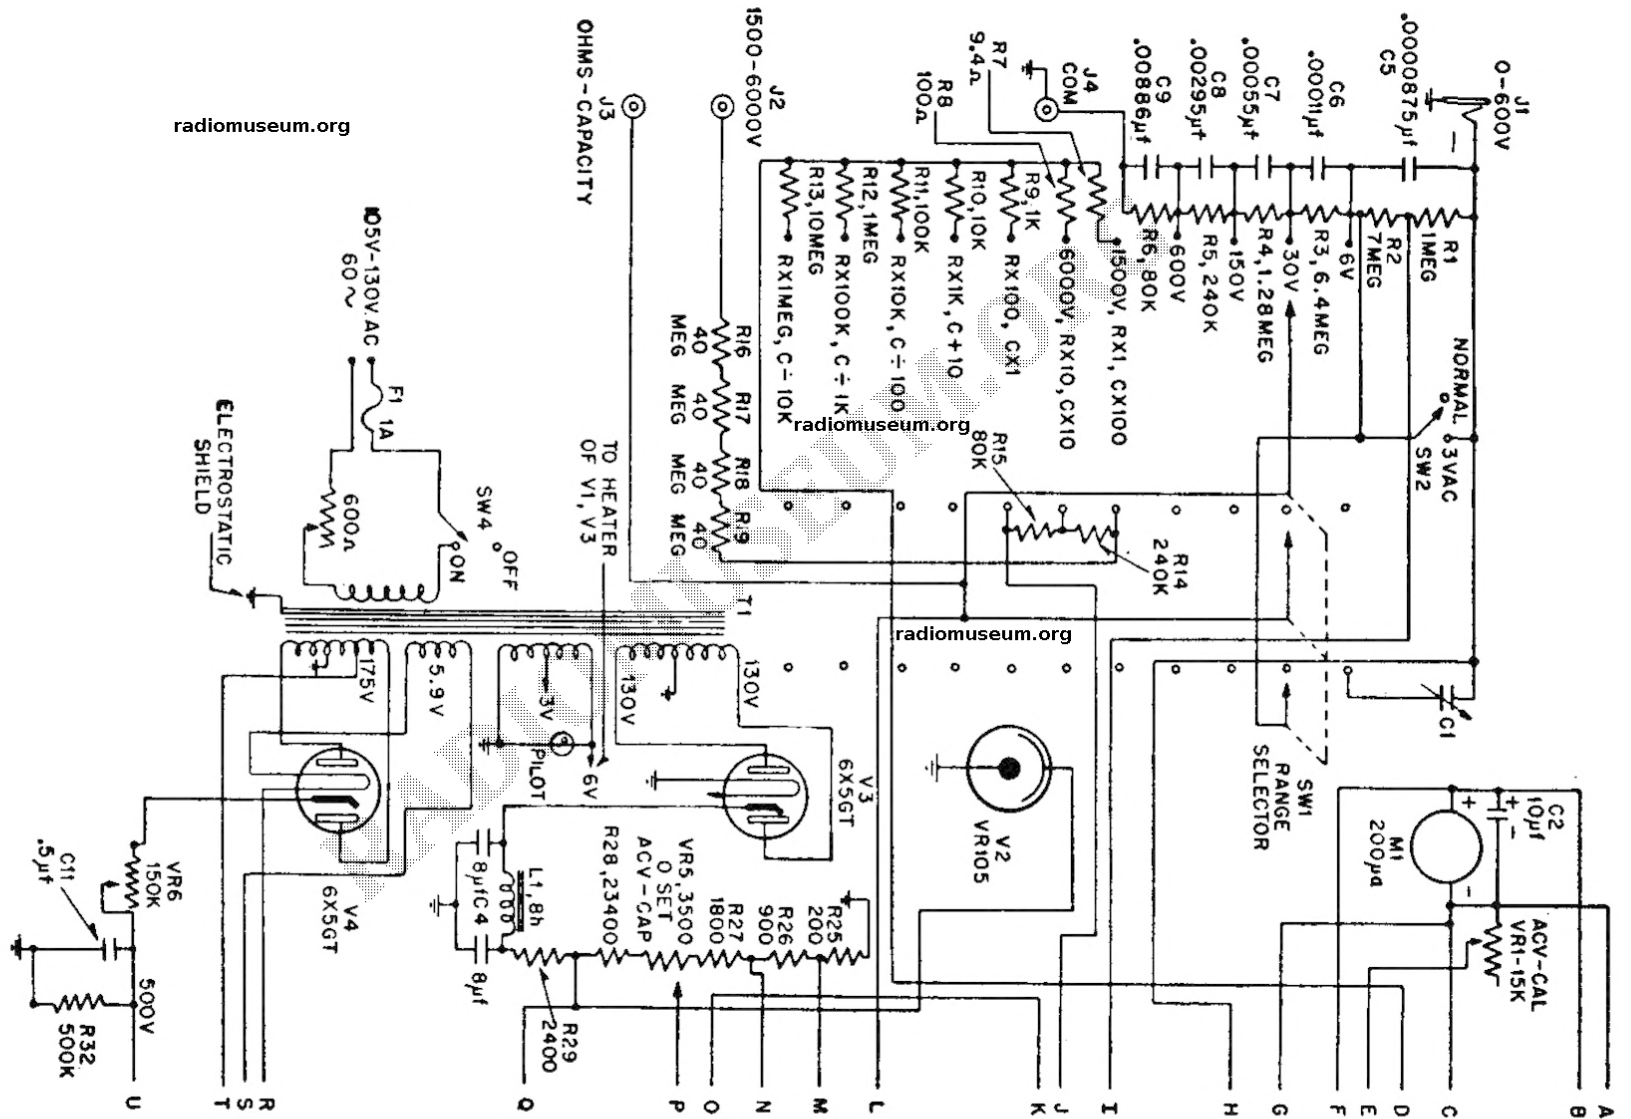 0-600V
J1
C5
.0000875µf
C6
.00011µf
C7
.00055µf
C8
.00295µf
C9
.00886µf
J4
COM
R7
9.4Ω
R8
100Ω
J2
1500-6000V
OHMS-CAPACITY
J3
radiomuseum.org
R1
1MEG
R2
7MEG
6V
R3,6.4MEG
30V
R4,1.28MEG
150V
R5,240K
600V
R6,80K
1500V, RX1, CX100
6000V, RX10, CX10
R9,1K
RX100, CX1
R10,10K
RX1K, C÷10
R11,100K
RX10K, C÷100
R12,1MEG
RX100K, C÷1K
R13,10MEG
RX1MEG, C÷10K
105V-130V.AC
60~
NORMAL
3VAC
SW2
R16
40
MEG
R17
40
MEG
R18
40
MEG
R19
40
MEG
radiomuseum.org
R15
80K
R14
240K
F1
1A
ELECTROSTATIC
SHIELD
600Ω
SW4
OFF
ON
TO HEATER
OF V1, V3
T1
radiomuseum.org
RADIOMUSEUM.ORG
175V
5.9V
3V
6V
PILOT
130V
130V
C1
SW1
RANGE
SELECTOR
V2
VR105
V3
6X5GT
V4
6X5GT
M1
200µa
+
-
C2
10µf
+
-
ACV-CAL
VR1-15K
VR6
150K
C11
.5µf
500V
R32
500K
8µf
C4
L1,8h
8µf
R28,23400
VR5,3500
O SET
ACV-CAP
R27
1800
R26
900
R25
200
R29
2400
A
B
C
D
E
F
G
H
I
J
K
L
M
N
O
P
Q
R
S
T
U